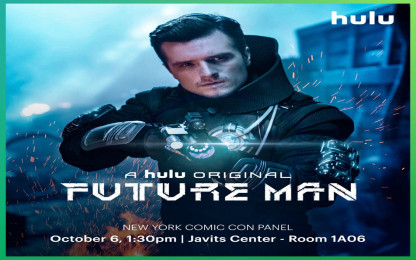 hulu
A hulu ORIGINAL
FUTURE MAN
NEW YORK COMIC CON PANEL
October 6, 1:30pm | Javits Center - Room 1A06